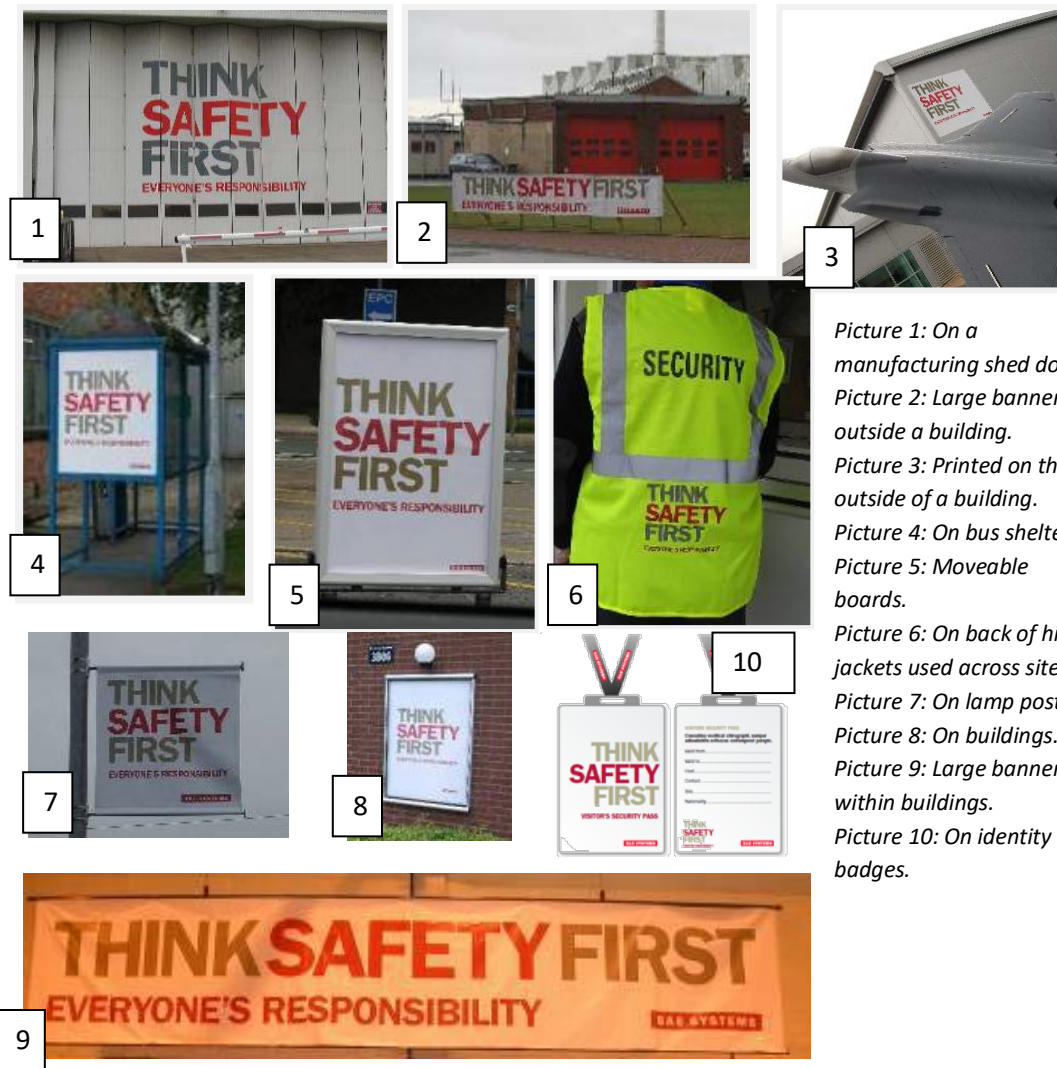 THINK
SAFETY
FIRST
EVERYONE'S RESPONSIBILITY
1
THINK SAFETY FIRST
EVERYONE'S RESPONSIBILITY
2
THINK
SAFETY
FIRST
3
THINK
SAFETY
FIRST
EVERYONE'S RESPONSIBILITY
4
EPC
THINK
SAFETY
FIRST
EVERYONE'S RESPONSIBILITY
5
SECURITY
THINK
SAFETY
FIRST
EVERYONE'S RESPONSIBILITY
6
Picture 1: On a
manufacturing shed do
Picture 2: Large banner
outside a building.
Picture 3: Printed on th
outside of a building.
Picture 4: On bus shelte
Picture 5: Moveable
boards.
Picture 6: On back of hi
jackets used across site
Picture 7: On lamp post
Picture 8: On buildings.
Picture 9: Large banner
within buildings.
Picture 10: On identity
badges.
THINK
SAFETY
FIRST
EVERYONE'S RESPONSIBILITY
BAE SYSTEMS
7
THINK
SAFETY
FIRST
8
10
THINK
SAFETY
FIRST
VISITOR'S SECURITY PASS
BAE SYSTEMS
THINK
SAFETY
FIRST
BAE SYSTEMS
THINK SAFETY FIRST
EVERYONE'S RESPONSIBILITY
BAE SYSTEMS
9